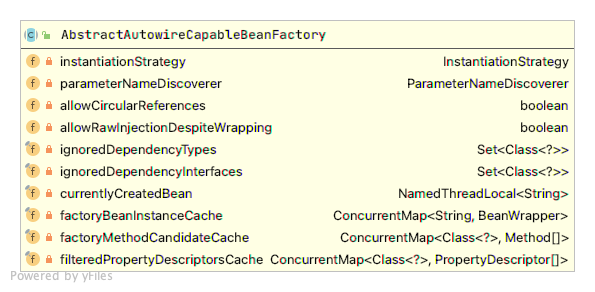 AbstractAutowireCapableBeanFactory
instantiationStrategy InstantiationStrategy
parameterNameDiscoverer ParameterNameDiscoverer
allowCircularReferences boolean
allowRawInjectionDespiteWrapping boolean
ignoredDependencyTypes Set<Class<?>>
ignoredDependencyInterfaces Set<Class<?>>
currentlyCreatedBean NamedThreadLocal<String>
factoryBeanInstanceCache ConcurrentMap<String, BeanWrapper>
factoryMethodCandidateCache ConcurrentMap<Class<?>, Method[]>
filteredPropertyDescriptorsCache ConcurrentMap<Class<?>, PropertyDescriptor[]>
Powered by yFiles